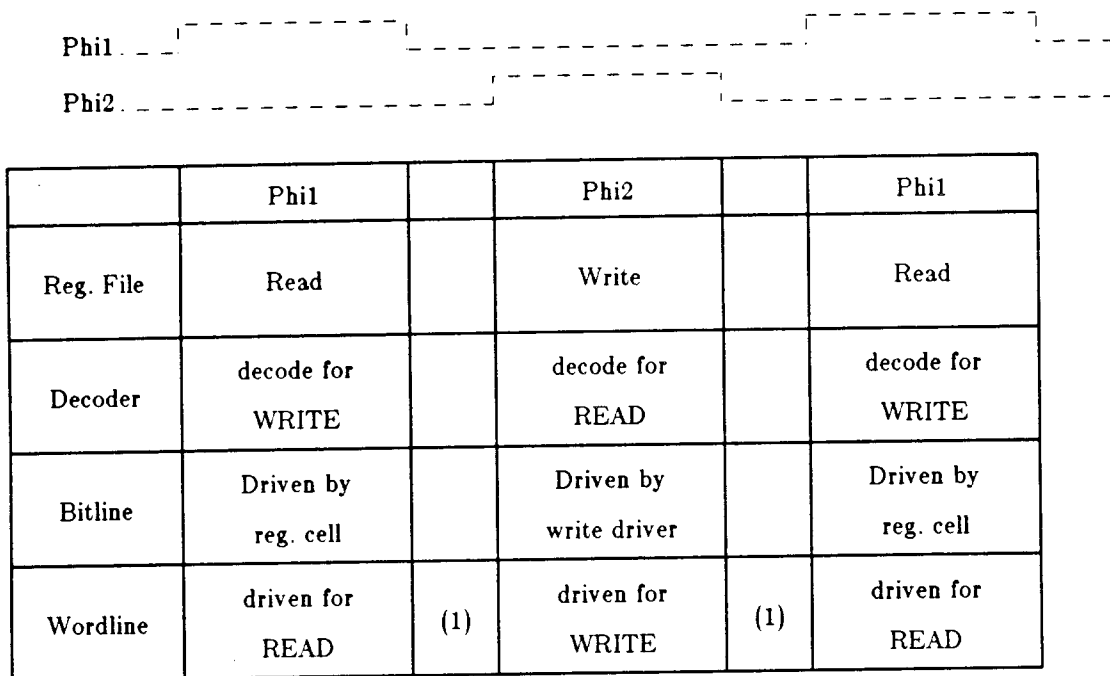 Phi1
Phi2
Phi1 Phi2 Phi1
Reg. File Read Write Read
decode for decode for decode for
Decoder
WRITE READ WRITE
Driven by Driven by Driven by
Bitline
reg. cell write driver reg. cell
driven for driven for driven for
Wordline (1) (1)
READ WRITE READ